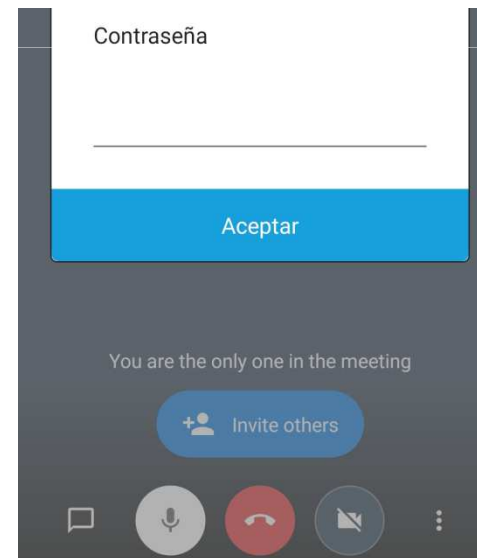 Contraseña
Aceptar
You are the only one in the meeting
Invite others